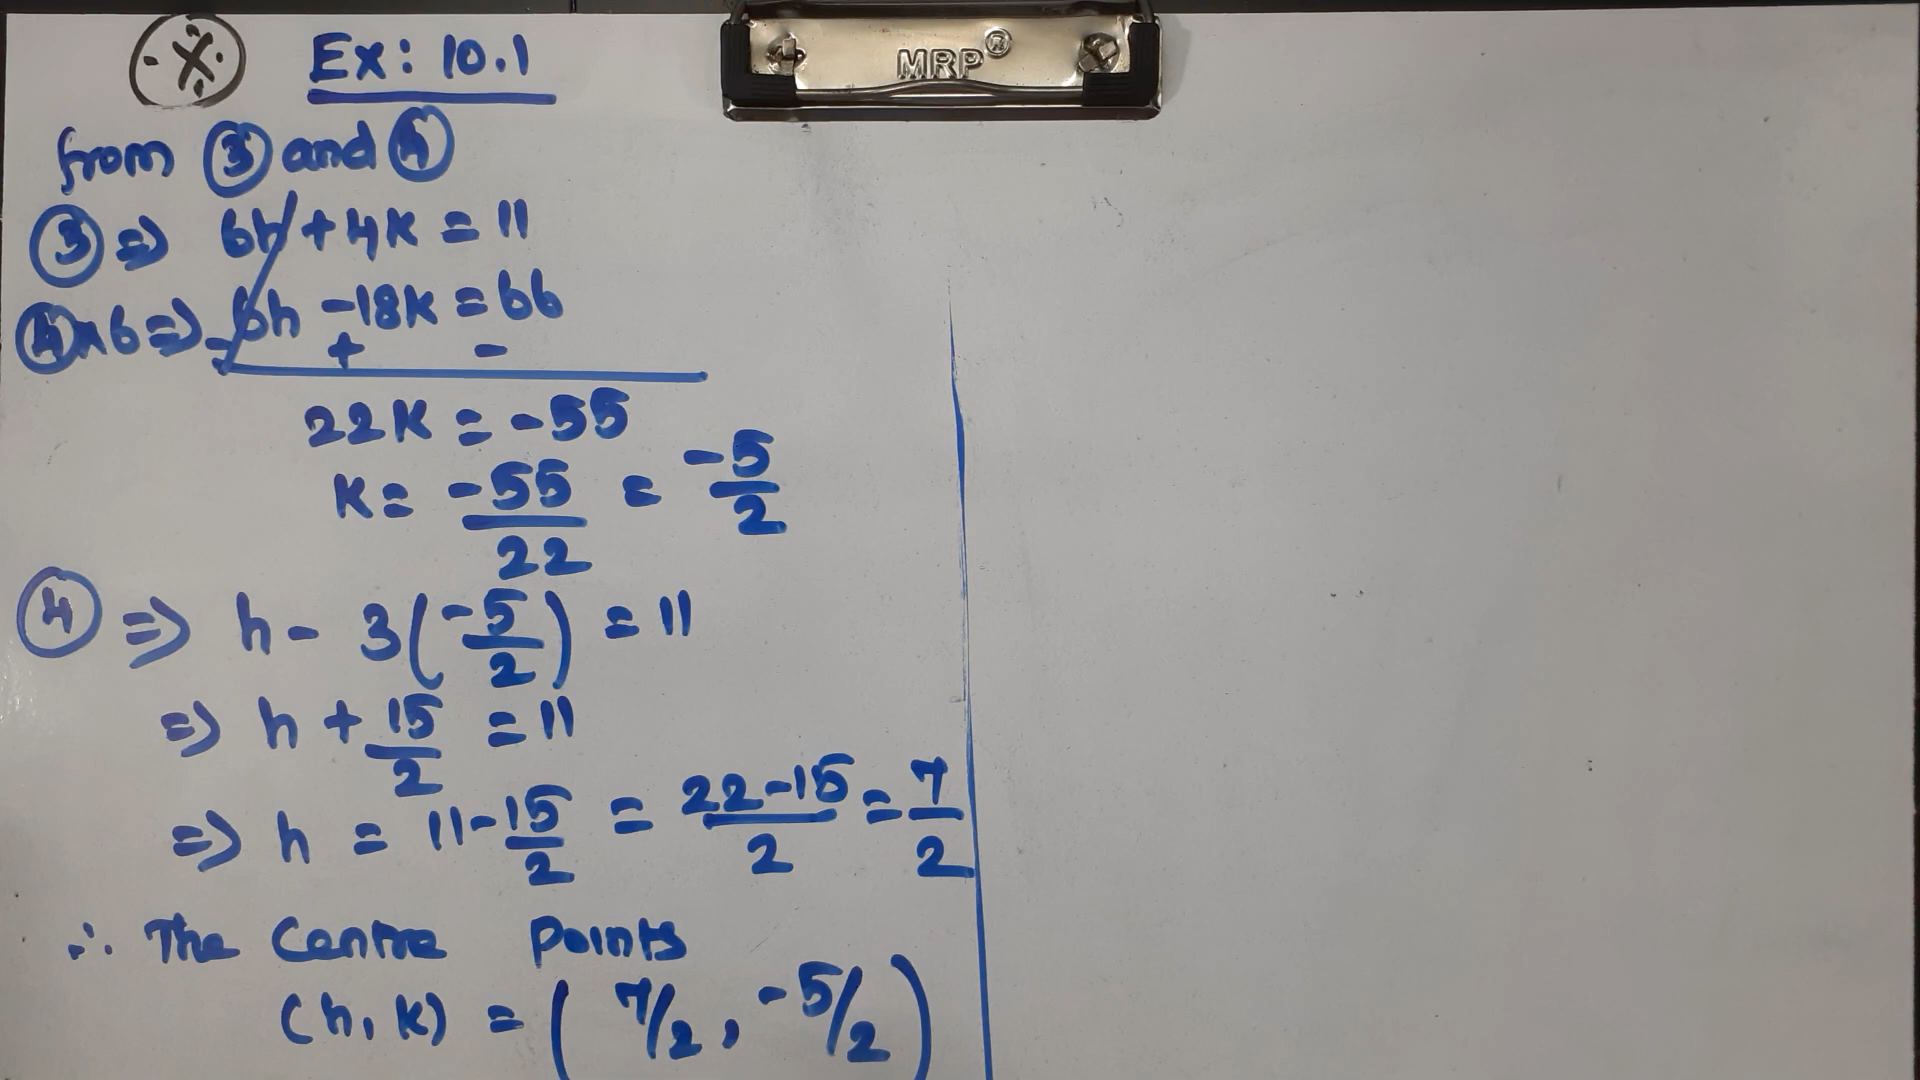 Ex: 10.1
MRP®
from ③ and ④
③ ⇒ 6h + 4k = 11
④×6 ⇒ 6h - 18k = 66
- + -
22k = -55
k = -55/22 = -5/2
④ ⇒ h - 3(-5/2) = 11
⇒ h + 15/2 = 11
⇒ h = 11 - 15/2 = 22-15/2 = 7/2
∴ The Centre Points
(h, k) = (7/2, -5/2)